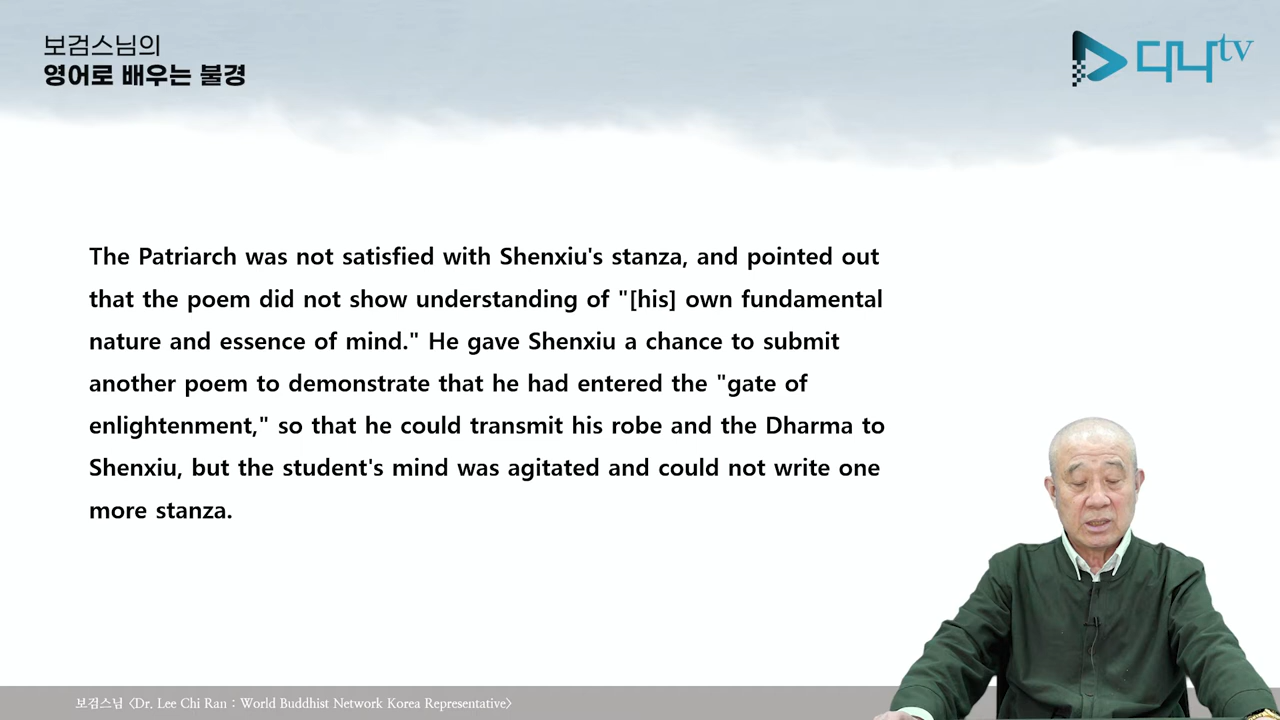 보검스님의
영어로 배우는 불경
다나tv
The Patriarch was not satisfied with Shenxiu's stanza, and pointed out
that the poem did not show understanding of "[his] own fundamental
nature and essence of mind." He gave Shenxiu a chance to submit
another poem to demonstrate that he had entered the "gate of
enlightenment," so that he could transmit his robe and the Dharma to
Shenxiu, but the student's mind was agitated and could not write one
more stanza.
보검스님 <Dr. Lee Chi Ran : World Buddhist Network Korea Representative>